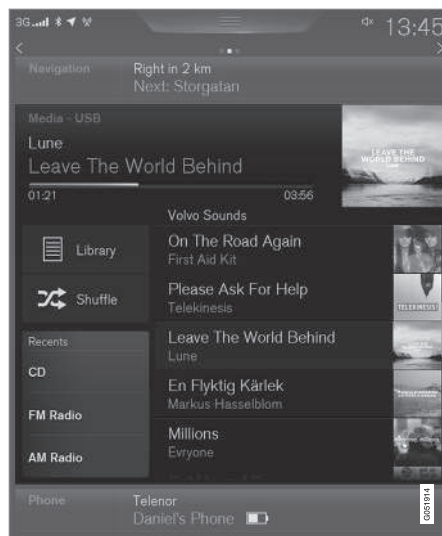 3G
13:45
Navigation
Right in 2 km
Next: Storgatan
Media - USB
Lune
Leave The World Behind
01:21
03:56
LEAVE THE
WORLD BEHIND
Volvo Sounds
Library
Shuffle
On The Road Again
First Aid Kit
Please Ask For Help
Telekinesis
TELEKINESIS!
Leave The World Behind
Lune
En Flyktig Kärlek
Markus Hasselblom
Millions
Evryone
Recents
CD
FM Radio
AM Radio
Phone
Telenor
Daniel's Phone
G051914